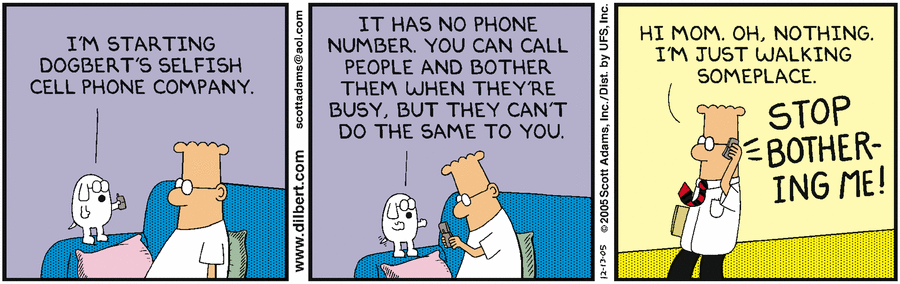 I'M STARTING
DOGBERT'S SELFISH
CELL PHONE COMPANY.
www.dilbert.com
scottadams@aol.com
IT HAS NO PHONE
NUMBER. YOU CAN CALL
PEOPLE AND BOTHER
THEM WHEN THEY'RE
BUSY, BUT THEY CAN'T
DO THE SAME TO YOU.
12-13-05 © 2005 Scott Adams, Inc./Dist. by UFS, Inc.
HI MOM. OH, NOTHING.
I'M JUST WALKING
SOMEPLACE.
STOP
BOTHER-
ING ME!